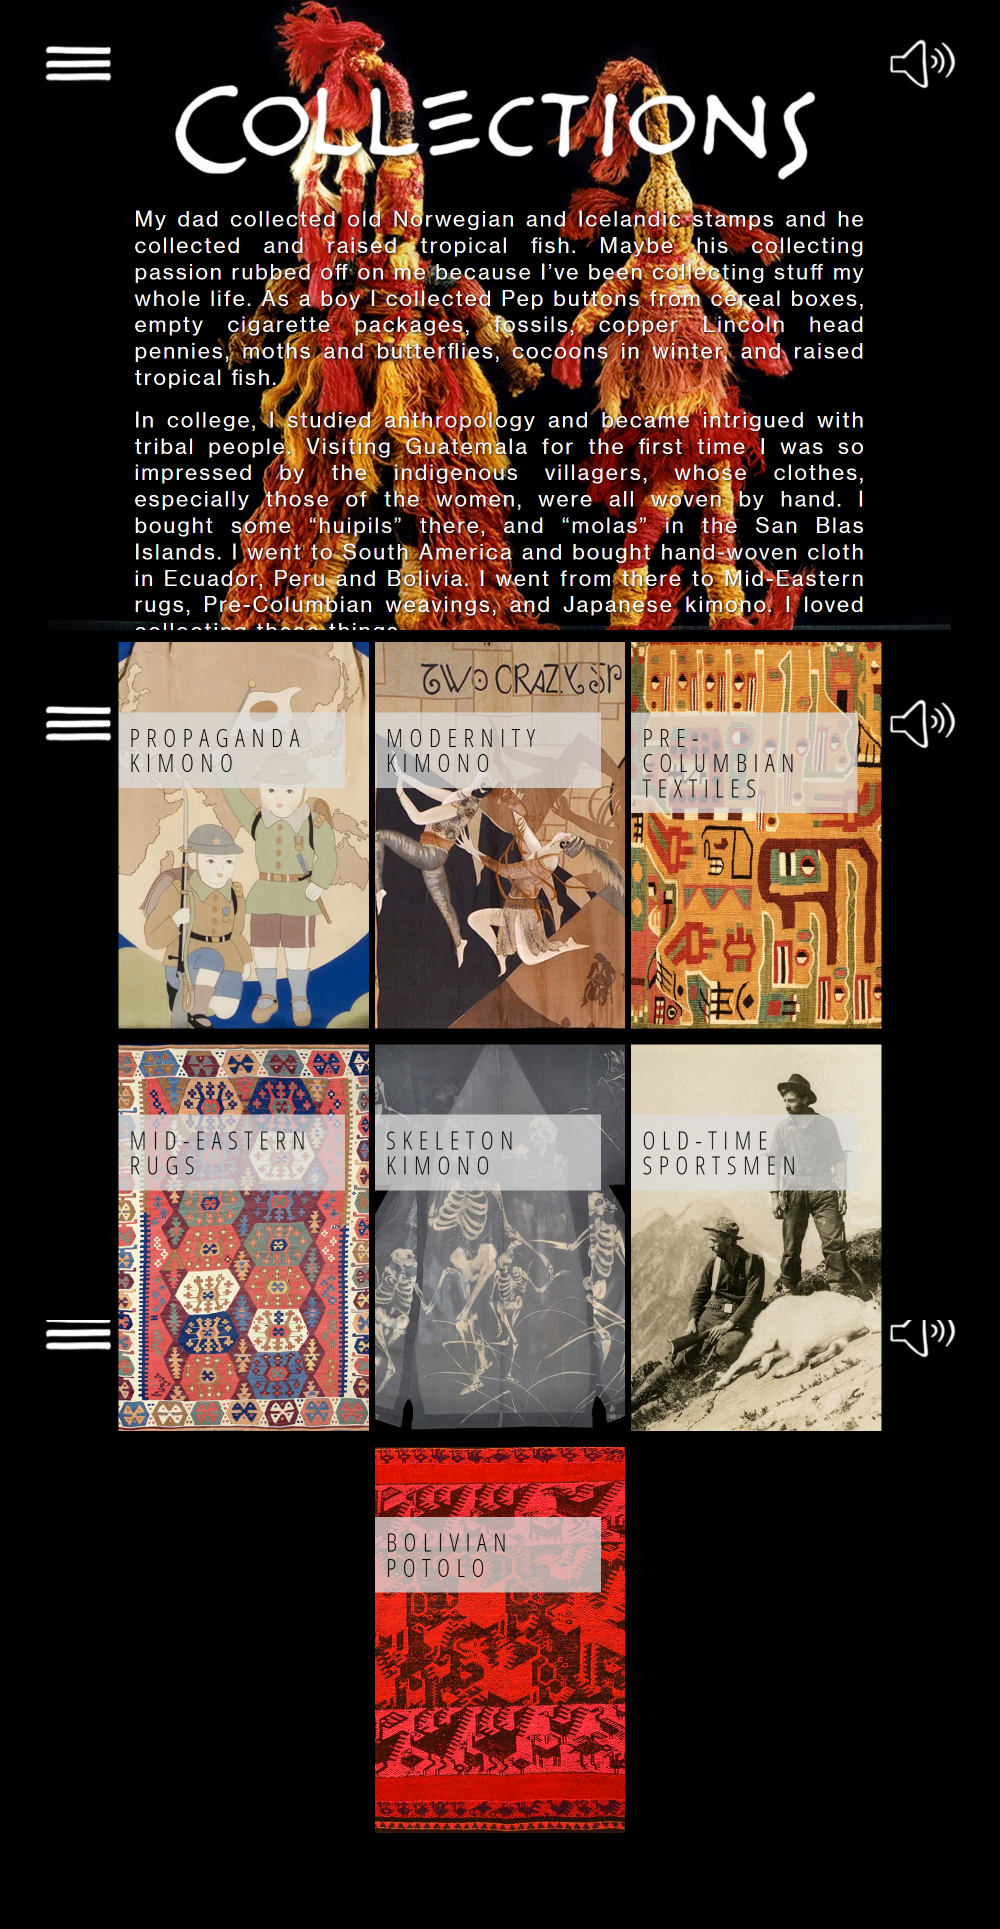 COLLECTIONS
My dad collected old Norwegian and Icelandic stamps and he
collected and raised tropical fish. Maybe his collecting
passion rubbed off on me because I’ve been collecting stuff my
whole life. As a boy I collected Pep buttons from cereal boxes,
empty cigarette packages, fossils, copper Lincoln head
pennies, moths and butterflies, cocoons in winter, and raised
tropical fish.
In college, I studied anthropology and became intrigued with
tribal people. Visiting Guatemala for the first time I was so
impressed by the indigenous villagers, whose clothes,
especially those of the women, were all woven by hand. I
bought some “huipils” there, and “molas” in the San Blas
Islands. I went to South America and bought hand-woven cloth
in Ecuador, Peru and Bolivia. I went from there to Mid-Eastern
rugs, Pre-Columbian weavings, and Japanese kimono. I loved
collecting these things.
TWO CRAZY
PROPAGANDA
KIMONO
MODERNITY
KIMONO
PRE-
COLUMBIAN
TEXTILES
MID-EASTERN
RUGS
SKELETON
KIMONO
OLD-TIME
SPORTSMEN
BOLIVIAN
POTOLO